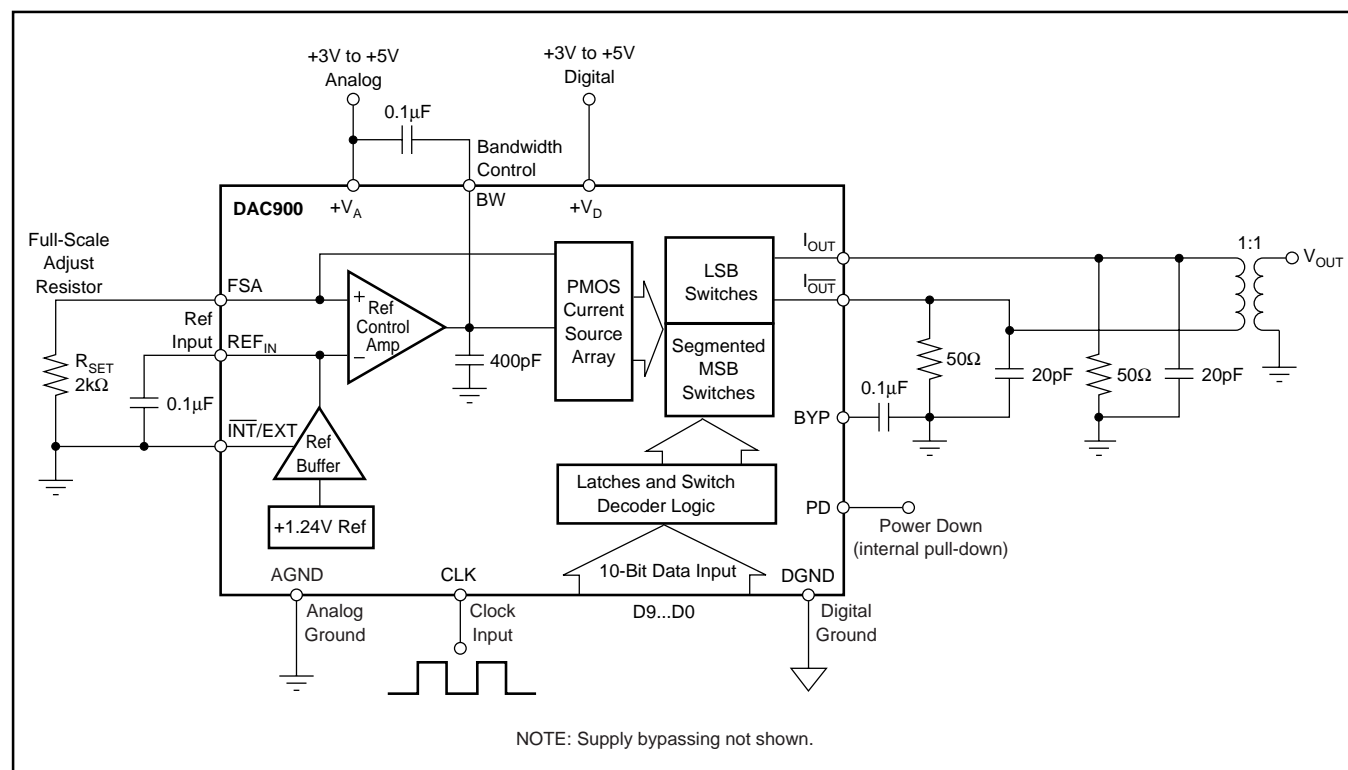 +3V to +5V
Analog
+3V to +5V
Digital
0.1µF
Bandwidth
Control
+V_A
BW
+V_D
DAC900
Full-Scale
Adjust
Resistor
FSA
Ref
Input
REF_IN
R_SET
2kΩ
0.1µF
I̅N̅T̅/EXT
+
Ref
Control
Amp
–
400pF
Ref
Buffer
+1.24V Ref
PMOS
Current
Source
Array
LSB
Switches
Segmented
MSB
Switches
Latches and Switch
Decoder Logic
10-Bit Data Input
I_OUT
I_O̅U̅T̅
BYP
0.1µF
50Ω
20pF
50Ω
20pF
1:1
V_OUT
PD
Power Down
(internal pull-down)
AGND
Analog
Ground
CLK
Clock
Input
D9...D0
DGND
Digital
Ground
NOTE: Supply bypassing not shown.